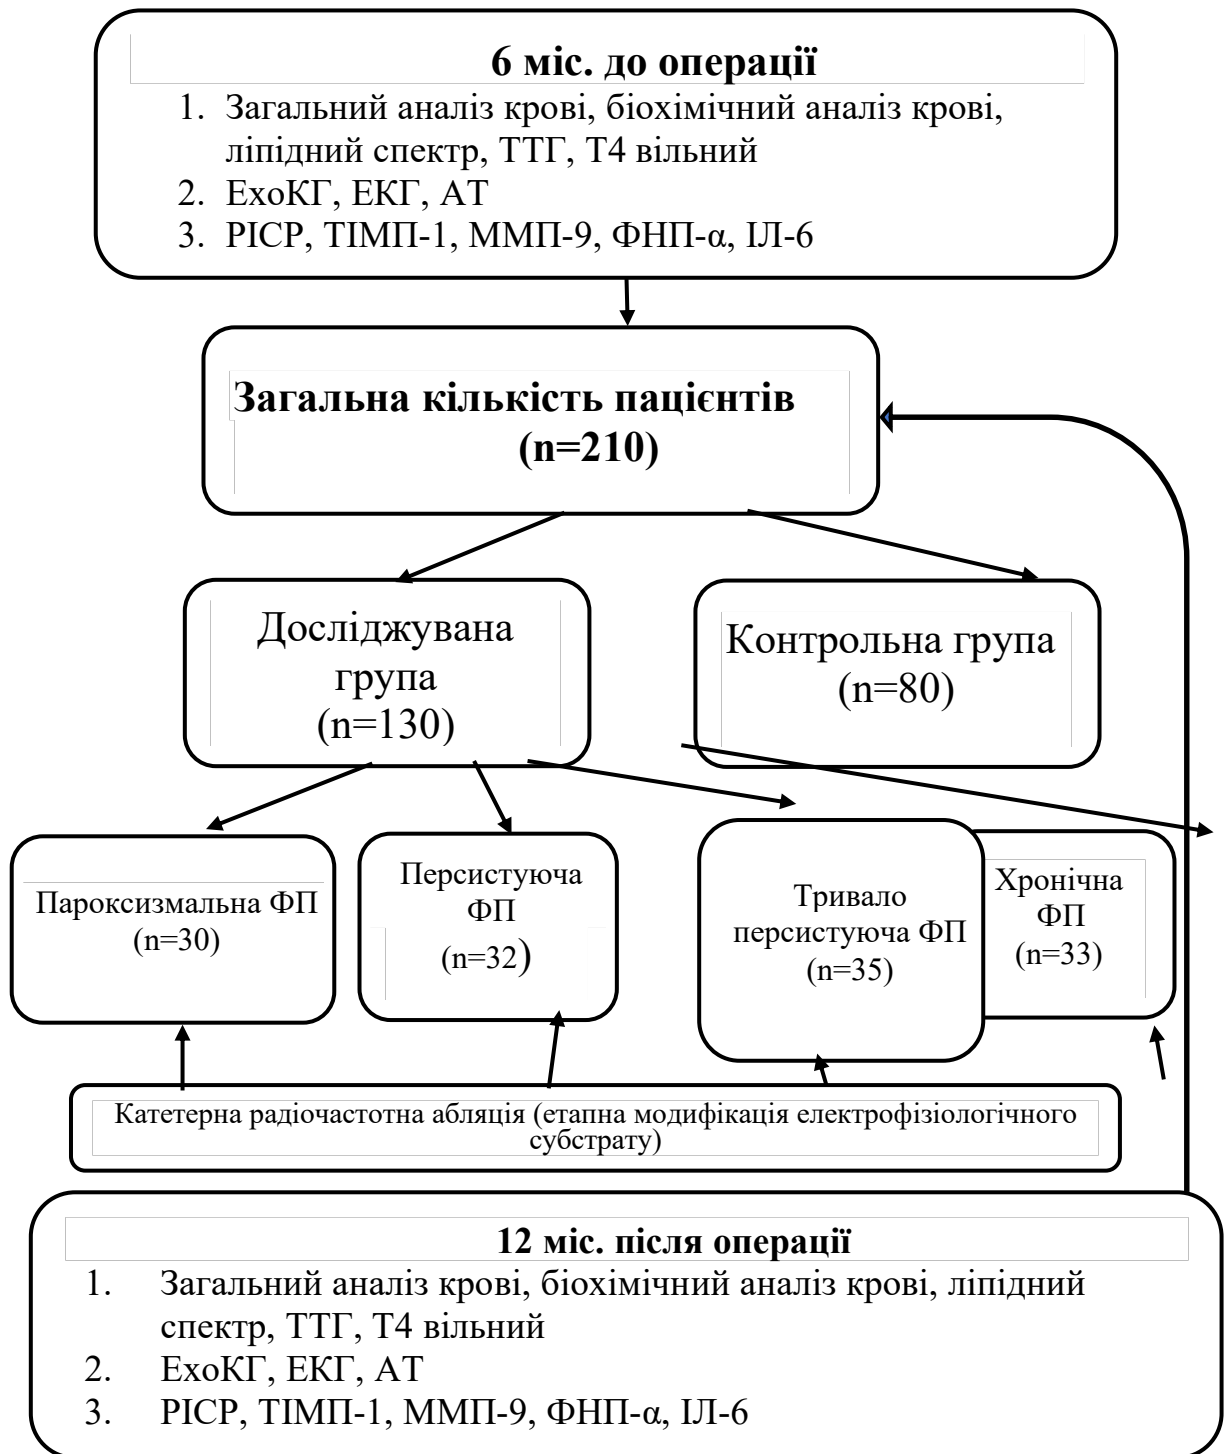 6 міс. до операції
1. Загальний аналіз крові, біохімічний аналіз крові,
ліпідний спектр, ТТГ, Т4 вільний
2. ЕхоКГ, ЕКГ, АТ
3. PICP, ТІМП-1, ММП-9, ФНП-α, ІЛ-6
Загальна кількість пацієнтів
(n=210)
Досліджувана
група
(n=130)
Контрольна група
(n=80)
Пароксизмальна ФП
(n=30)
Персистуюча
ФП
(n=32)
Тривало
персистуюча ФП
(n=35)
Хронічна
ФП
(n=33)
Катетерна радіочастотна абляція (етапна модифікація електрофізіологічного
субстрату)
12 міс. після операції
1. Загальний аналіз крові, біохімічний аналіз крові, ліпідний
спектр, ТТГ, Т4 вільний
2. ЕхоКГ, ЕКГ, АТ
3. PICP, ТІМП-1, ММП-9, ФНП-α, ІЛ-6